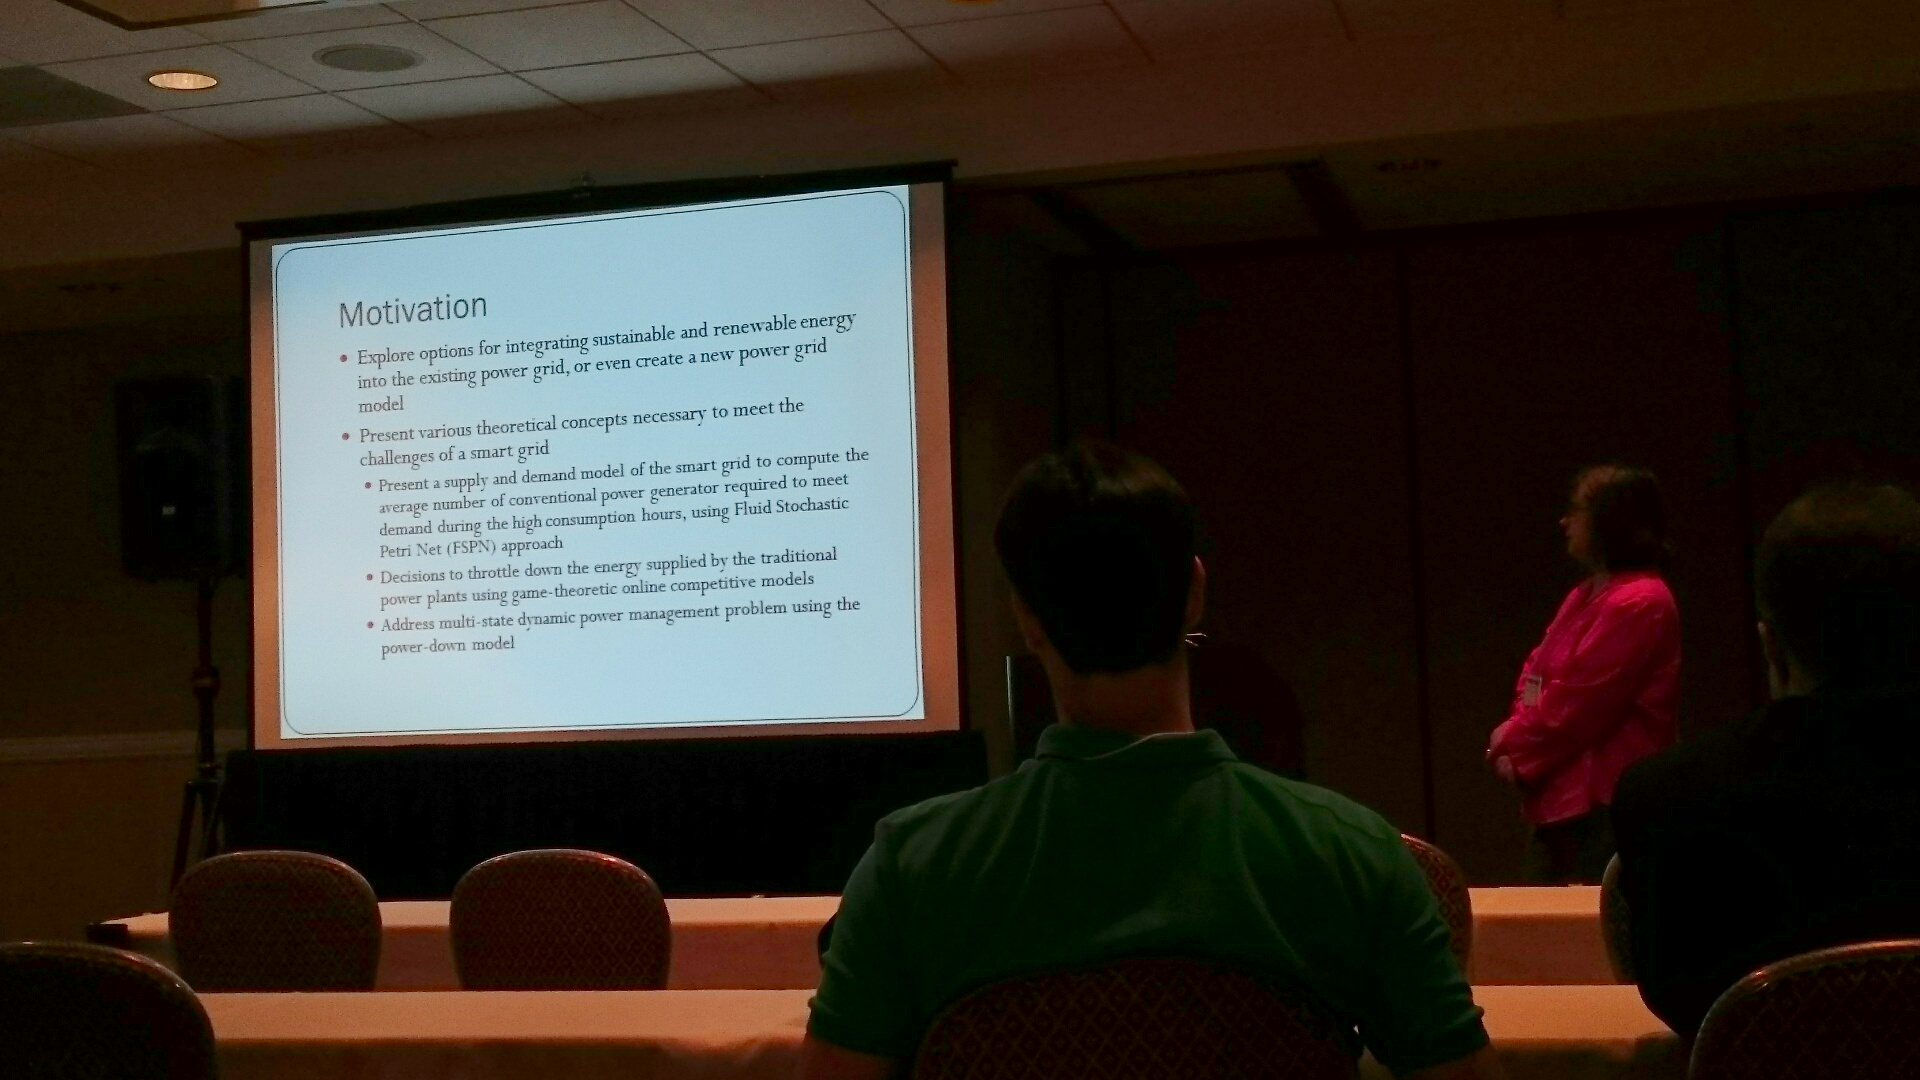 Motivation
• Explore options for integrating sustainable and renewable energy
into the existing power grid, or even create a new power grid
model
• Present various theoretical concepts necessary to meet the
challenges of a smart grid
• Present a supply and demand model of the smart grid to compute the
average number of conventional power generator required to meet
demand during the high consumption hours, using Fluid Stochastic
Petri Net (FSPN) approach
• Decisions to throttle down the energy supplied by the traditional
power plants using game-theoretic online competitive models
• Address multi-state dynamic power management problem using the
power-down model